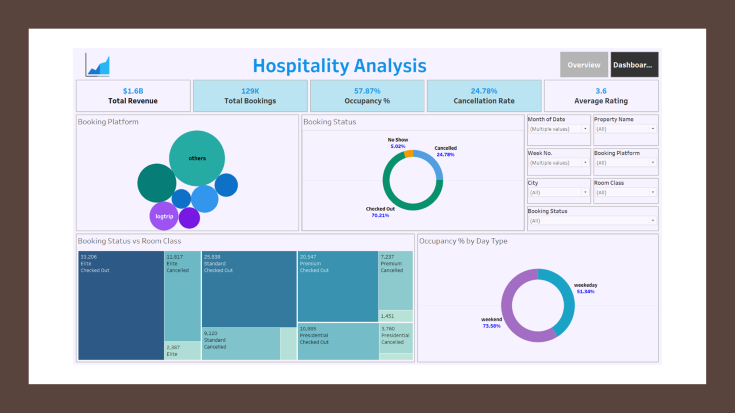 Hospitality Analysis
Overview
Dashboar...
$1.6B
Total Revenue
129K
Total Bookings
57.87%
Occupancy %
24.78%
Cancellation Rate
3.6
Average Rating
Booking Platform
others
logtrip
Booking Status
No Show
5.02%
Cancelled
24.78%
Checked Out
70.21%
Month of Date
(Multiple values)
Property Name
(All)
Week No.
(Multiple values)
Booking Platform
(All)
City
(All)
Room Class
(All)
Booking Status
(All)
Booking Status vs Room Class
33,206
Elite
Checked Out
11,817
Elite
Cancelled
2,387
Elite
25,838
Standard
Checked Out
9,120
Standard
Cancelled
20,547
Premium
Checked Out
7,237
Premium
Cancelled
1,451
10,885
Presidential
Checked Out
3,760
Presidential
Cancelled
Occupancy % by Day Type
weekeday
51.34%
weekend
73.58%